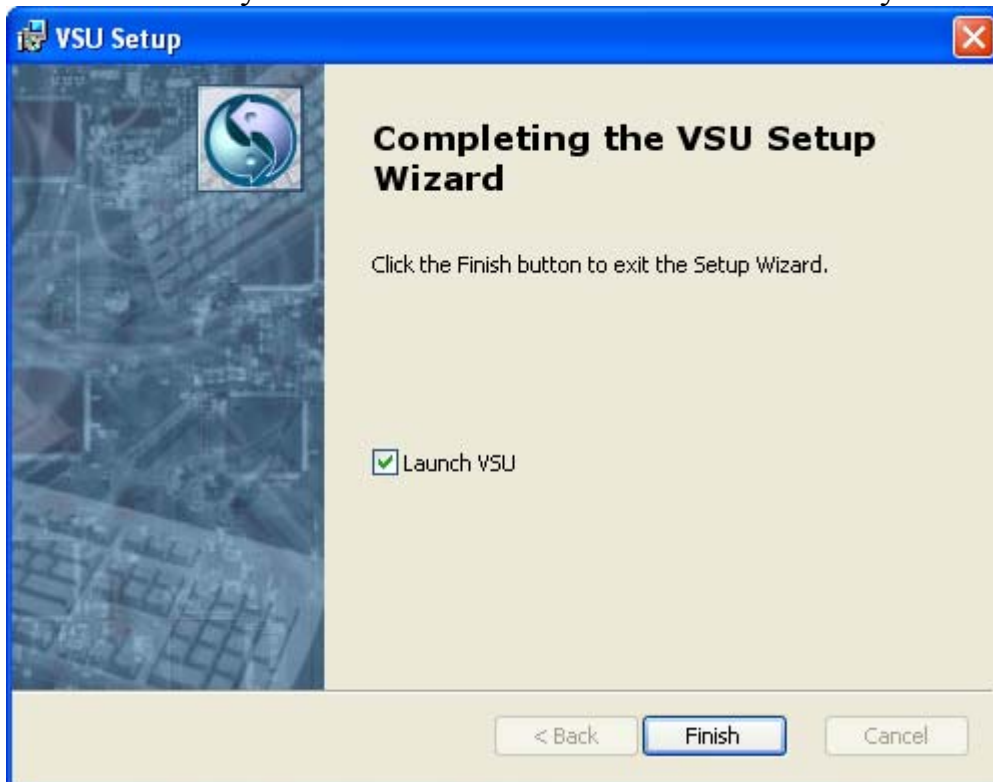 VSU Setup
Completing the VSU Setup
Wizard
Click the Finish button to exit the Setup Wizard.
Launch VSU
< Back Finish Cancel